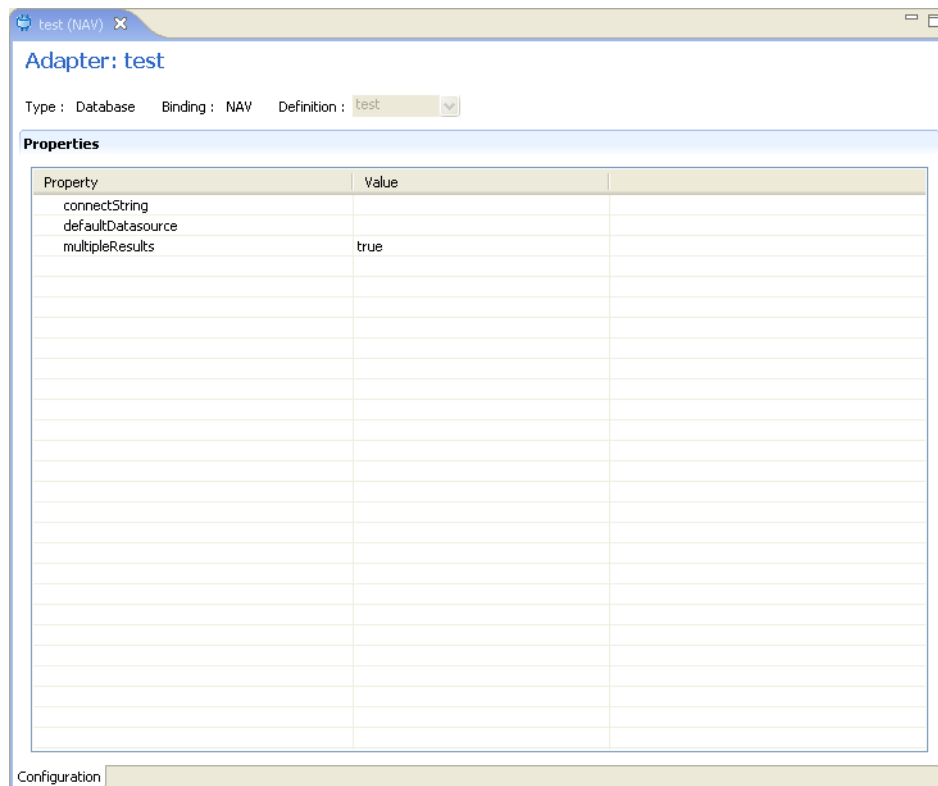 test (NAV)
Adapter: test
Type : Database Binding : NAV Definition : test
Properties
Property Value
connectString
defaultDatasource
multipleResults true
Configuration